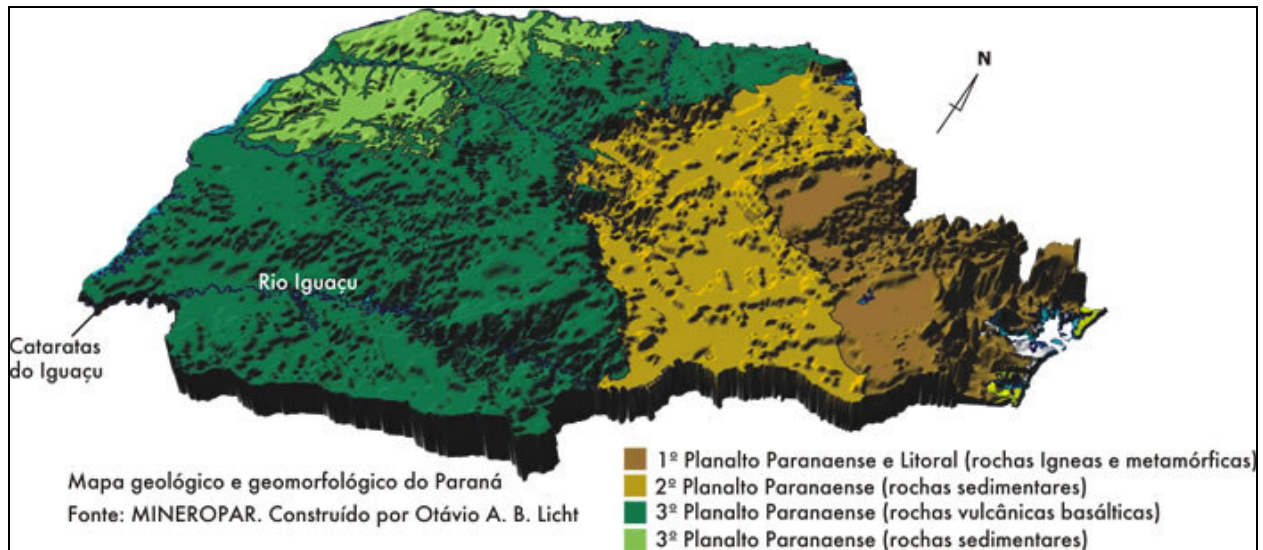 N
Rio Iguaçu
Cataratas
do Iguaçu
Mapa geológico e geomorfológico do Paraná
Fonte: MINEROPAR. Construído por Otávio A. B. Licht
1º Planalto Paranaense e Litoral (rochas Igneas e metamórficas)
2º Planalto Paranaense (rochas sedimentares)
3º Planalto Paranaense (rochas vulcânicas basálticas)
3º Planalto Paranaense (rochas sedimentares)